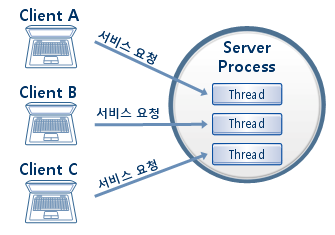 Client A
서비스 요청
Server
Process
Thread
Client B
서비스 요청
Thread
Thread
Client C
서비스 요청